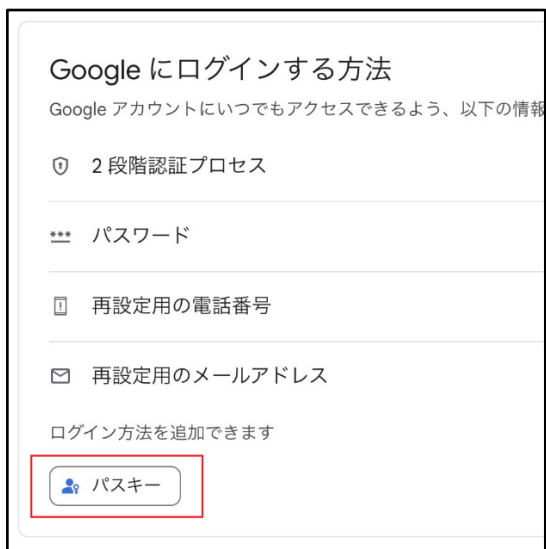 Google にログインする方法
Google アカウントにいつでもアクセスできるよう、以下の情報
2 段階認証プロセス
パスワード
再設定用の電話番号
再設定用のメールアドレス
ログイン方法を追加できます
パスキー